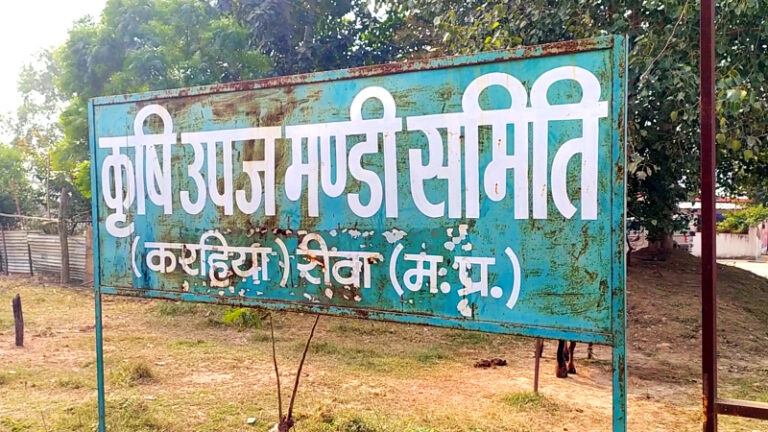 कृषि उपज मण्डी समिति
(करहिया) रीवा (म.प्र.)